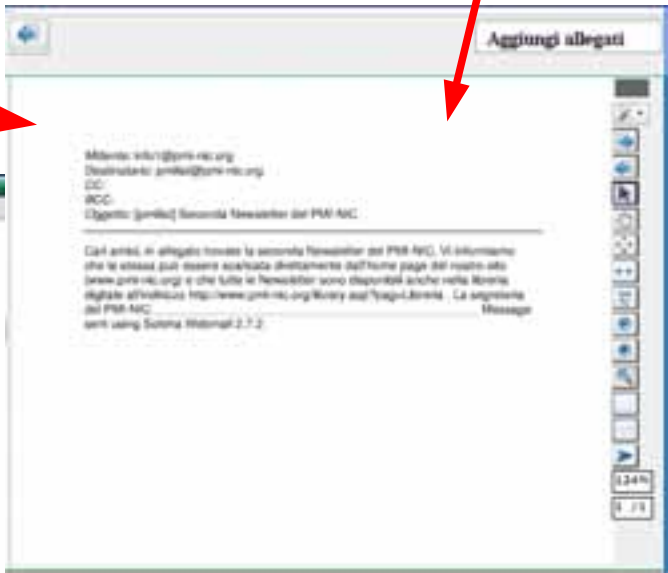 Aggiungi allegati
Mittente: info1@pmi-nic.org
Destinatario: pmilist@pmi-nic.org
CC:
BCC:
Oggetto: [pmilist] Seconda Newsletter del PMI-NIC
Cari amici, in allegato trovate la seconda Newsletter del PMI-NIC. Vi informiamo
che la stessa può essere scaricata direttamente dall'home page del nostro sito
(www.pmi-nic.org) e che tutte le Newsletter sono disponibili anche nella libreria
digitale all'indirizzo http://www.pmi-nic.org/library.asp?pag=Libreria . La segreteria
del PMI-NIC Message
sent using Webmail 2.7.2
124%
1 / 1